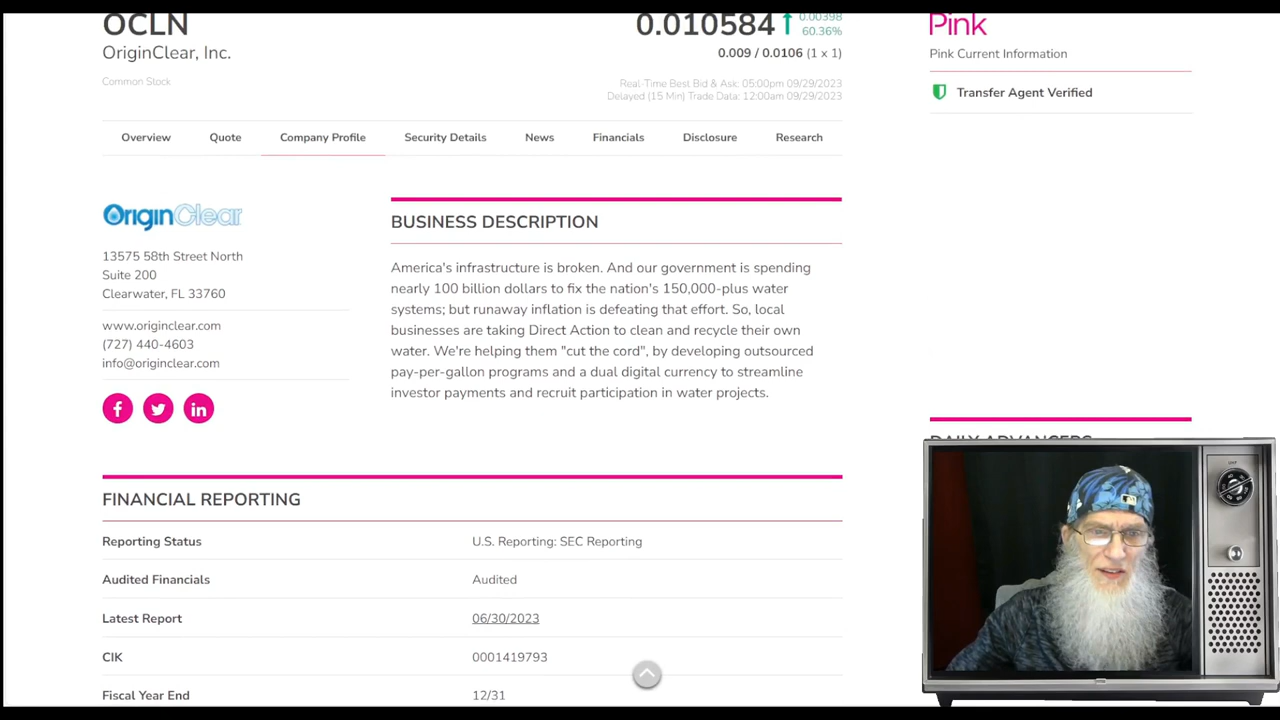 OCLN
OriginClear, Inc.
Common Stock
0.010584
0.00398
60.36%
0.009 / 0.0106 (1 x 1)
Real-Time Best Bid & Ask: 05:00pm 09/29/2023
Delayed (15 Min) Trade Data: 12:00am 09/29/2023
Pink
Pink Current Information
Transfer Agent Verified
Overview
Quote
Company Profile
Security Details
News
Financials
Disclosure
Research
OriginClear
13575 58th Street North
Suite 200
Clearwater, FL 33760
www.originclear.com
(727) 440-4603
info@originclear.com
BUSINESS DESCRIPTION
America's infrastructure is broken. And our government is spending
nearly 100 billion dollars to fix the nation's 150,000-plus water
systems; but runaway inflation is defeating that effort. So, local
businesses are taking Direct Action to clean and recycle their own
water. We're helping them "cut the cord", by developing outsourced
pay-per-gallon programs and a dual digital currency to streamline
investor payments and recruit participation in water projects.
DAILY ADVANCERS
FINANCIAL REPORTING
Reporting Status U.S. Reporting: SEC Reporting
Audited Financials Audited
Latest Report 06/30/2023
CIK 0001419793
Fiscal Year End 12/31